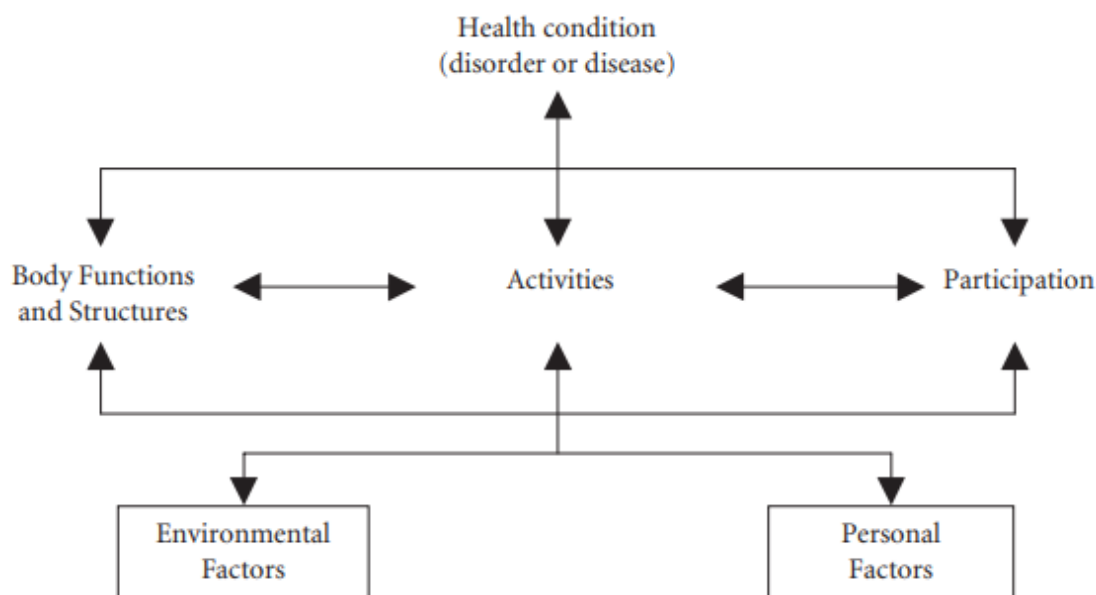 Health condition
(disorder or disease)
Body Functions
and Structures
Activities
Participation
Environmental
Factors
Personal
Factors